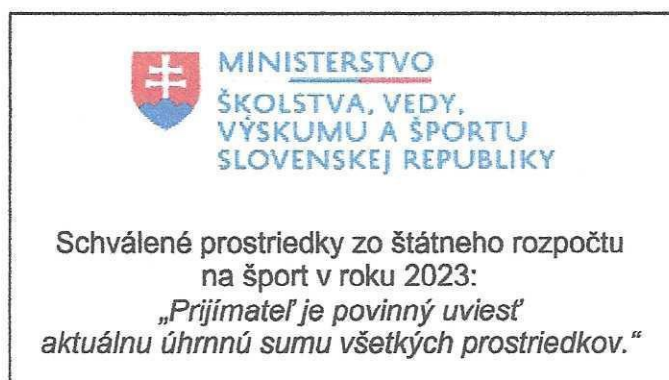 MINISTERSTVO
ŠKOLSTVA, VEDY,
VÝSKUMU A ŠPORTU
SLOVENSKEJ REPUBLIKY
Schválené prostriedky zo štátneho rozpočtu
na šport v roku 2023:
„Prijímateľ je povinný uviesť
aktuálnu úhrnnú sumu všetkých prostriedkov.“